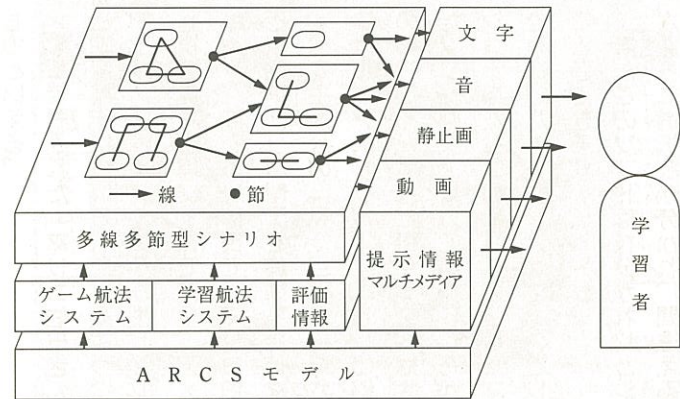 文字
音
静止画
動画
線
節
多線多節型シナリオ
提示情報
マルチメディア
ゲーム航法
システム
学習航法
システム
評価
情報
ARCSモデル
学習者